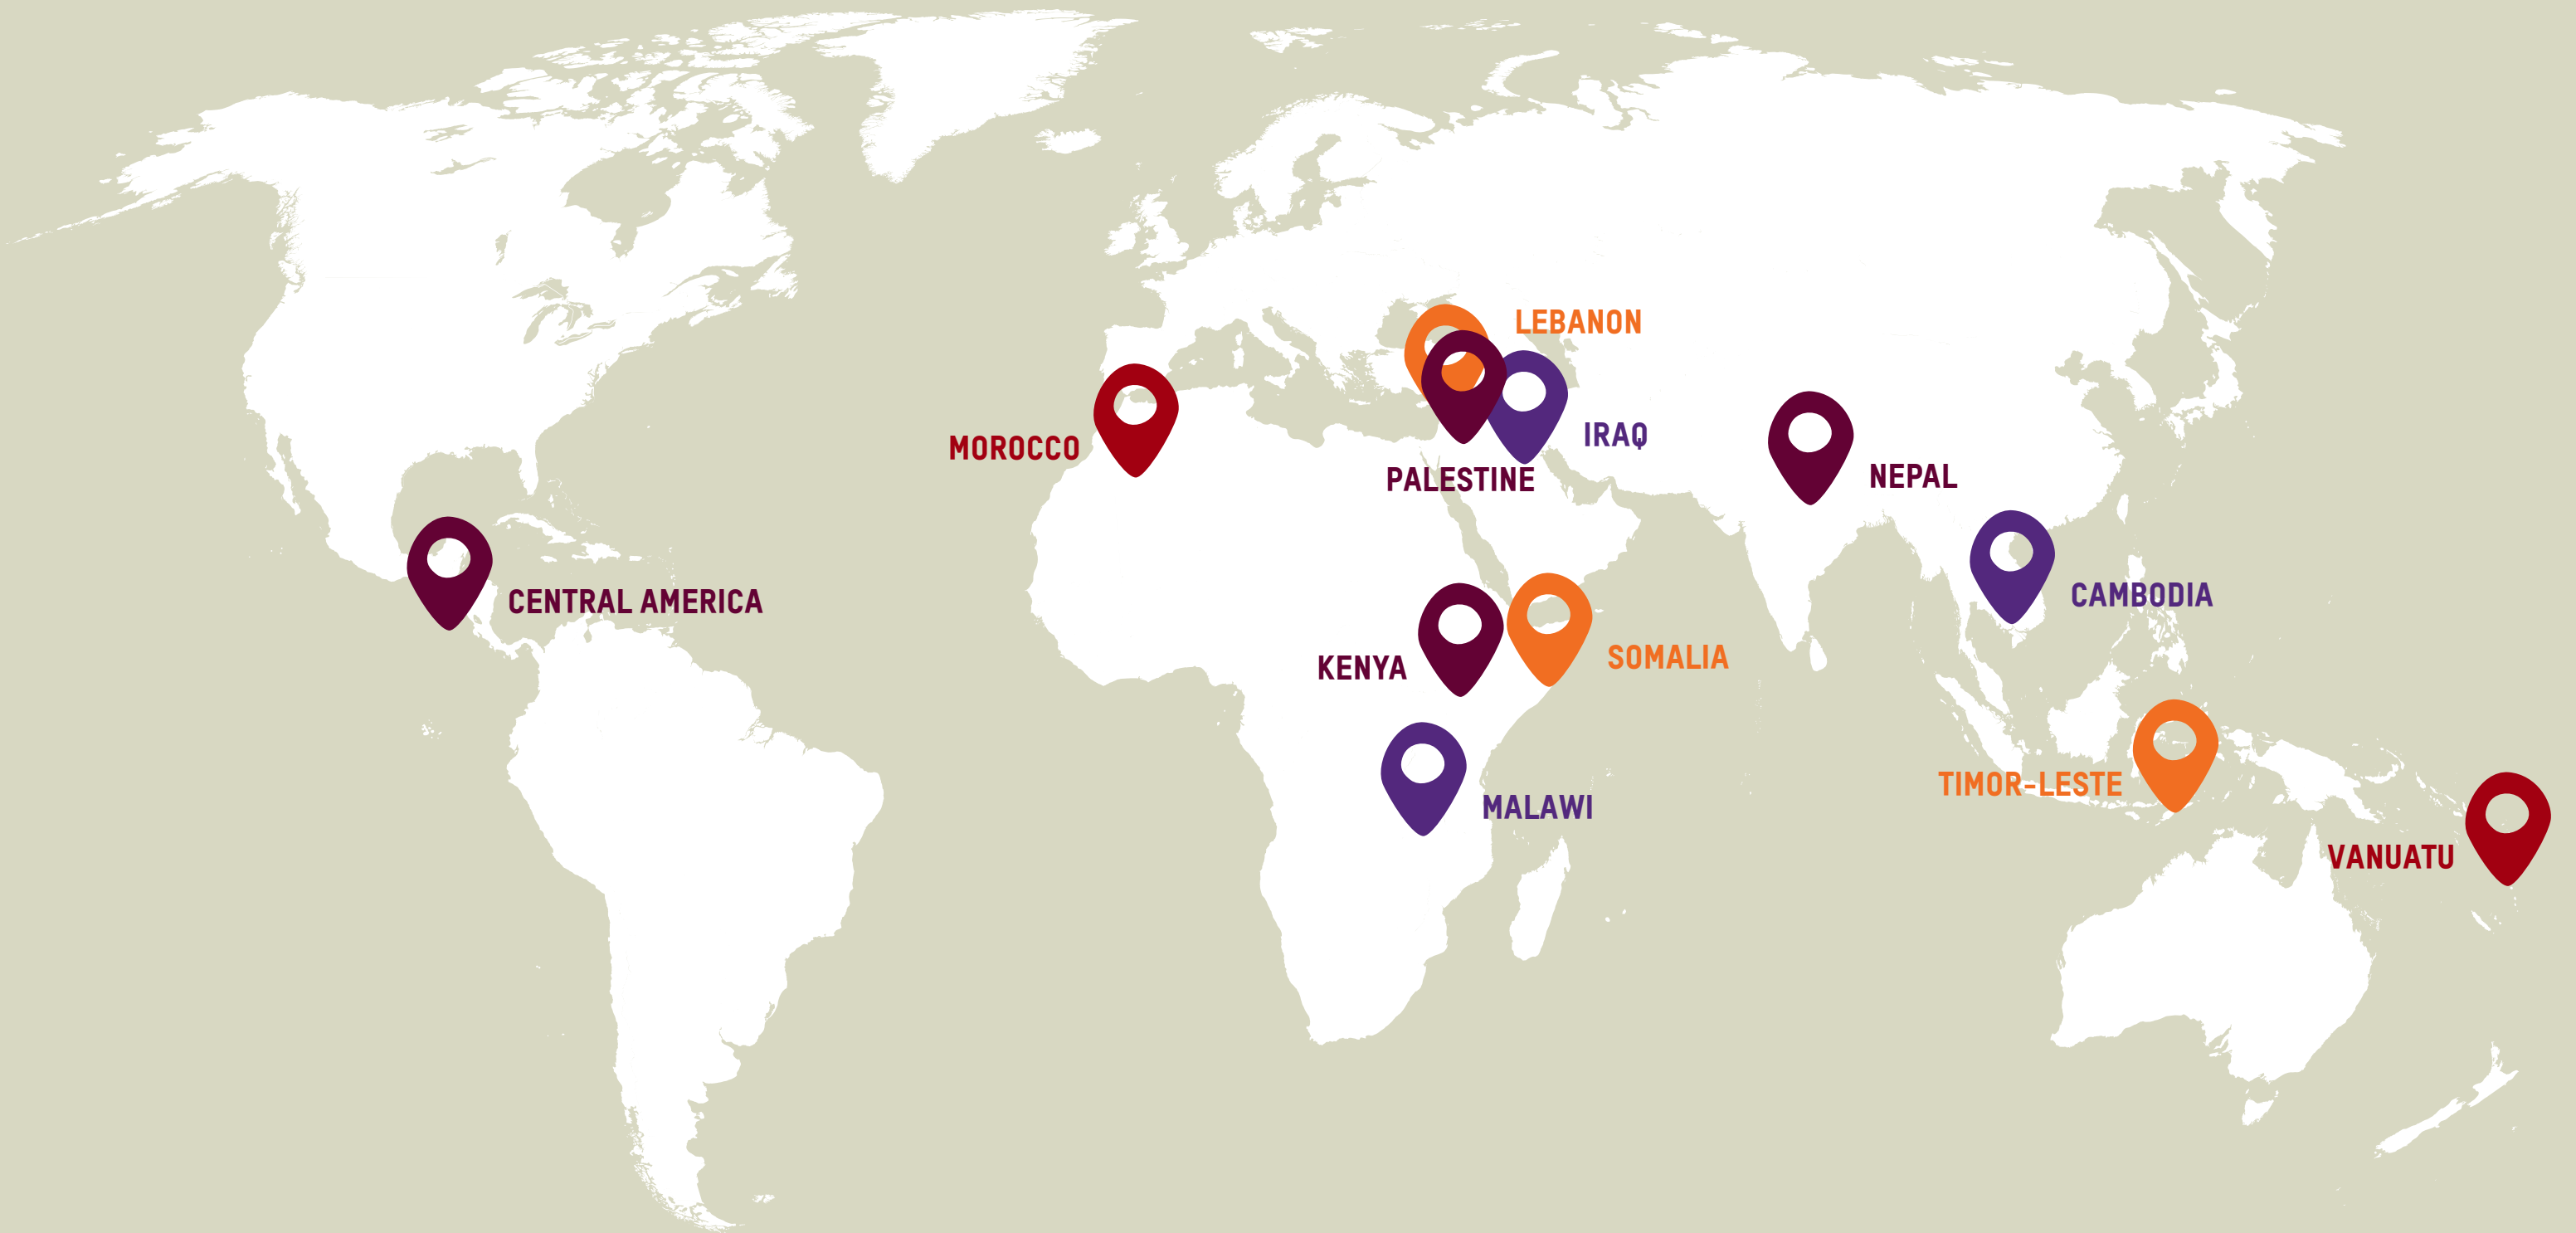 LEBANON
IRAQ
MOROCCO
PALESTINE
NEPAL
CENTRAL AMERICA
CAMBODIA
SOMALIA
KENYA
TIMOR-LESTE
MALAWI
VANUATU